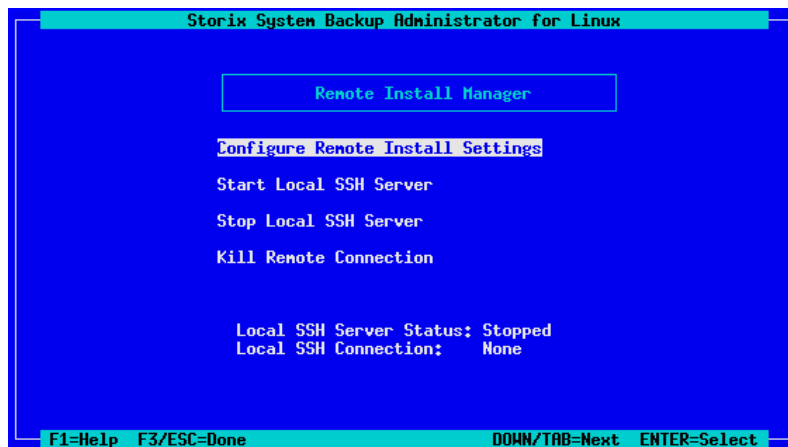 Storix System Backup Administrator for Linux
Remote Install Manager
Configure Remote Install Settings
Start Local SSH Server
Stop Local SSH Server
Kill Remote Connection
Local SSH Server Status: Stopped
Local SSH Connection: None
F1=Help F3/ESC=Done DOWN/TAB=Next ENTER=Select